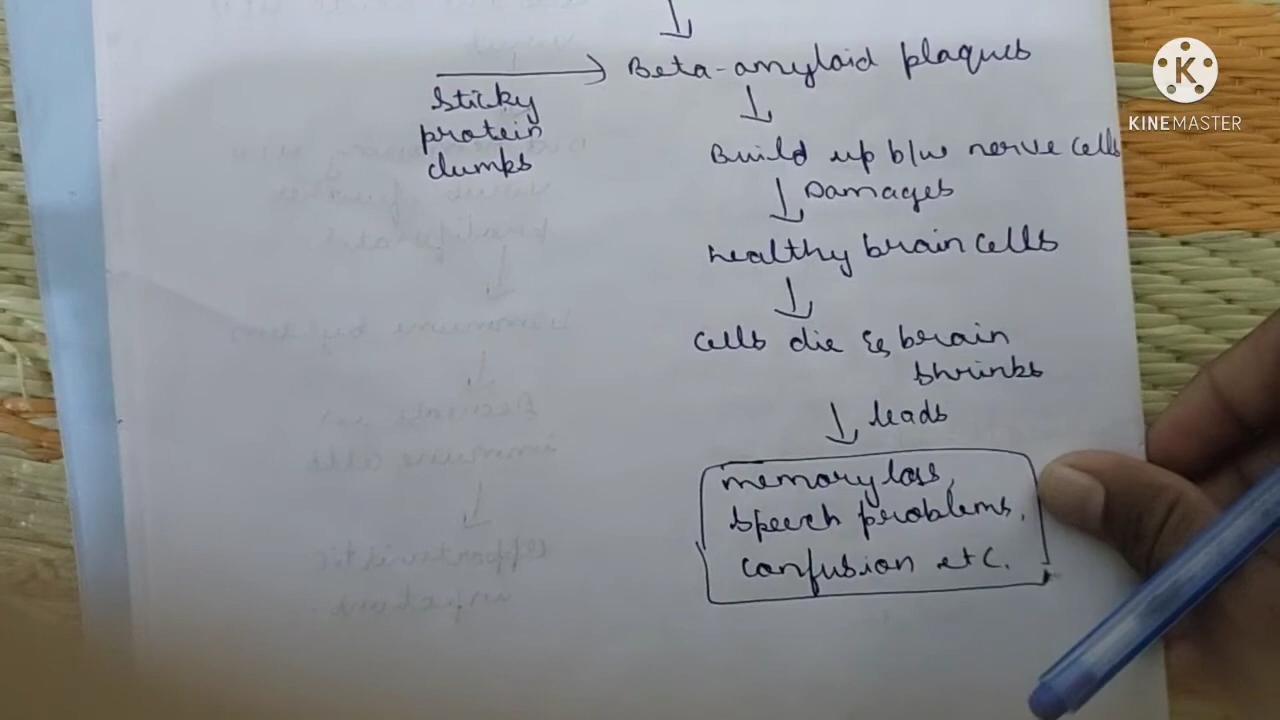 Beta-amyloid plaques
sticky
protein
clumps
Build up b/w nerve cells
Damages
healthy brain cells
cells die & brain
shrinks
leads
memory loss,
speech problems,
confusion etc.
KINEMASTER